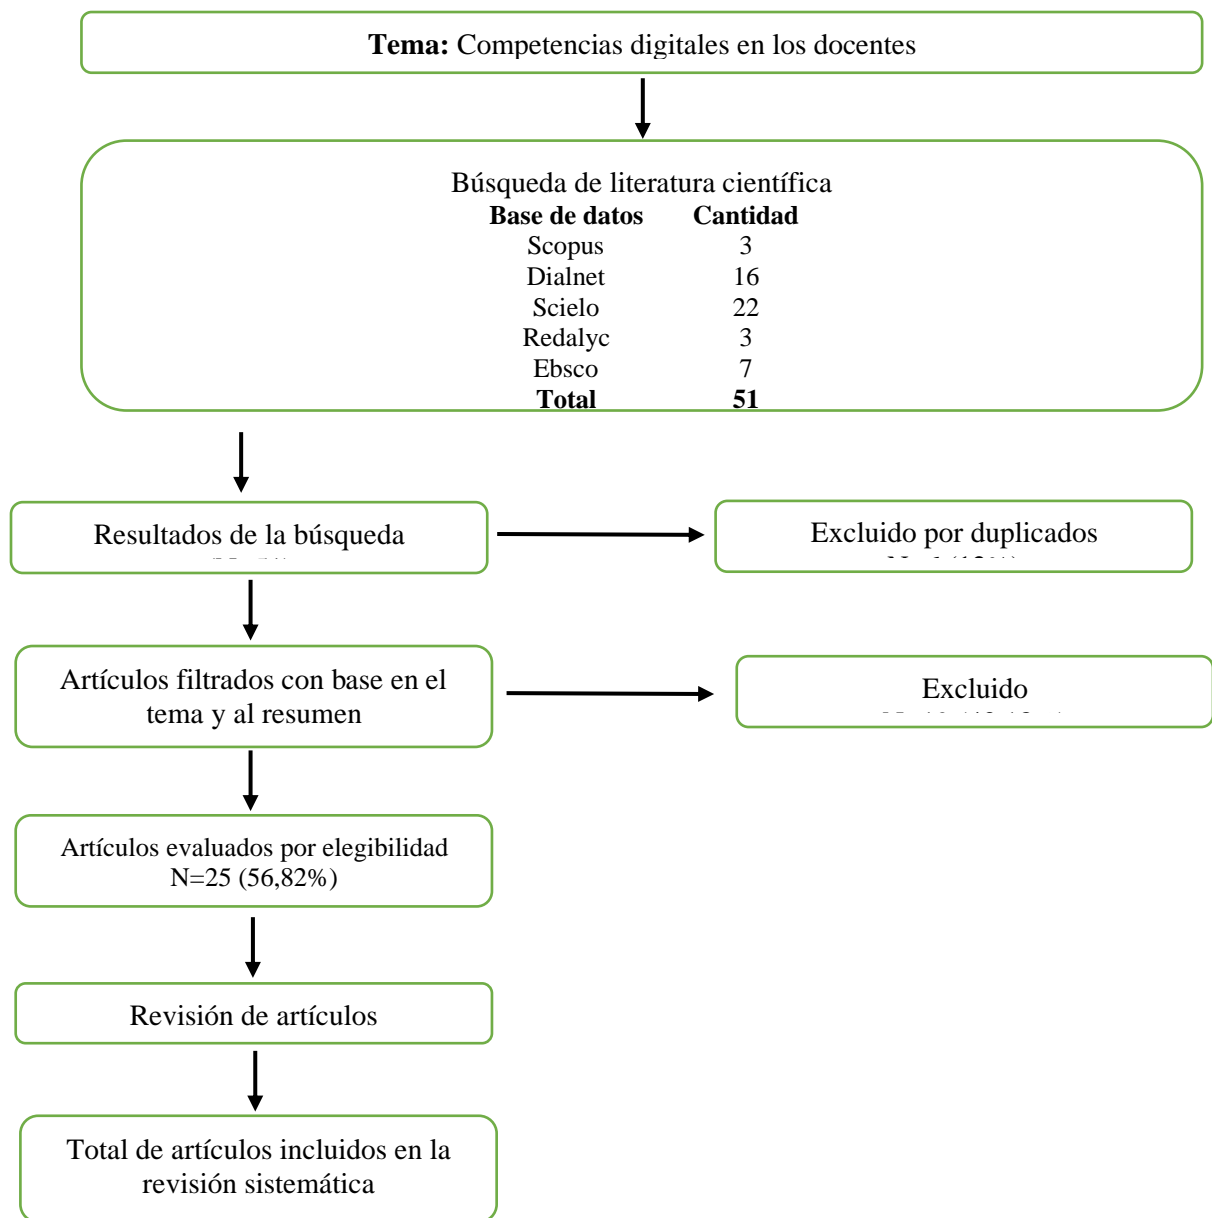 Tema: Competencias digitales en los docentes
Búsqueda de literatura científica
Base de datos Cantidad
Scopus 3
Dialnet 16
Scielo 22
Redalyc 3
Ebsco 7
Total 51
Resultados de la búsqueda
Excluido por duplicados
Artículos filtrados con base en el
tema y al resumen
Excluido
Artículos evaluados por elegibilidad
N=25 (56,82%)
Revisión de artículos
Total de artículos incluidos en la
revisión sistemática